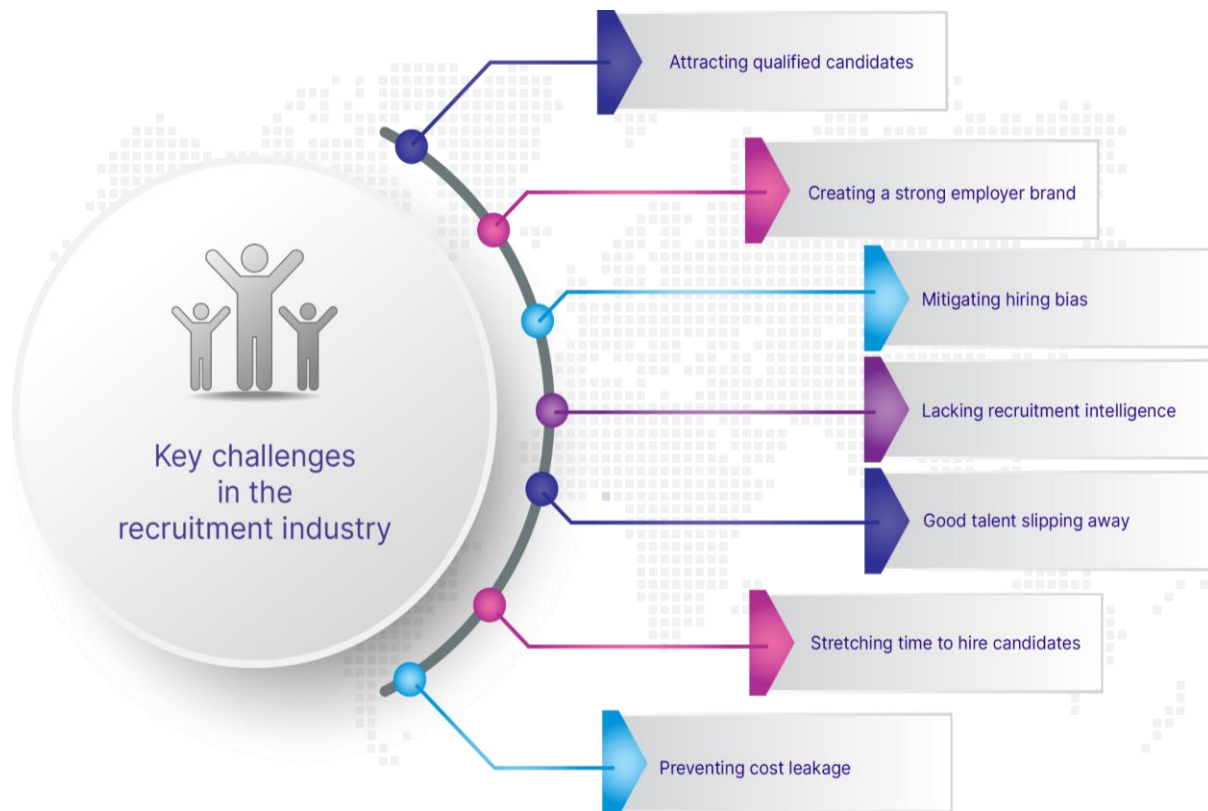 Key challenges
in the
recruitment industry
Attracting qualified candidates
Creating a strong employer brand
Mitigating hiring bias
Lacking recruitment intelligence
Good talent slipping away
Stretching time to hire candidates
Preventing cost leakage